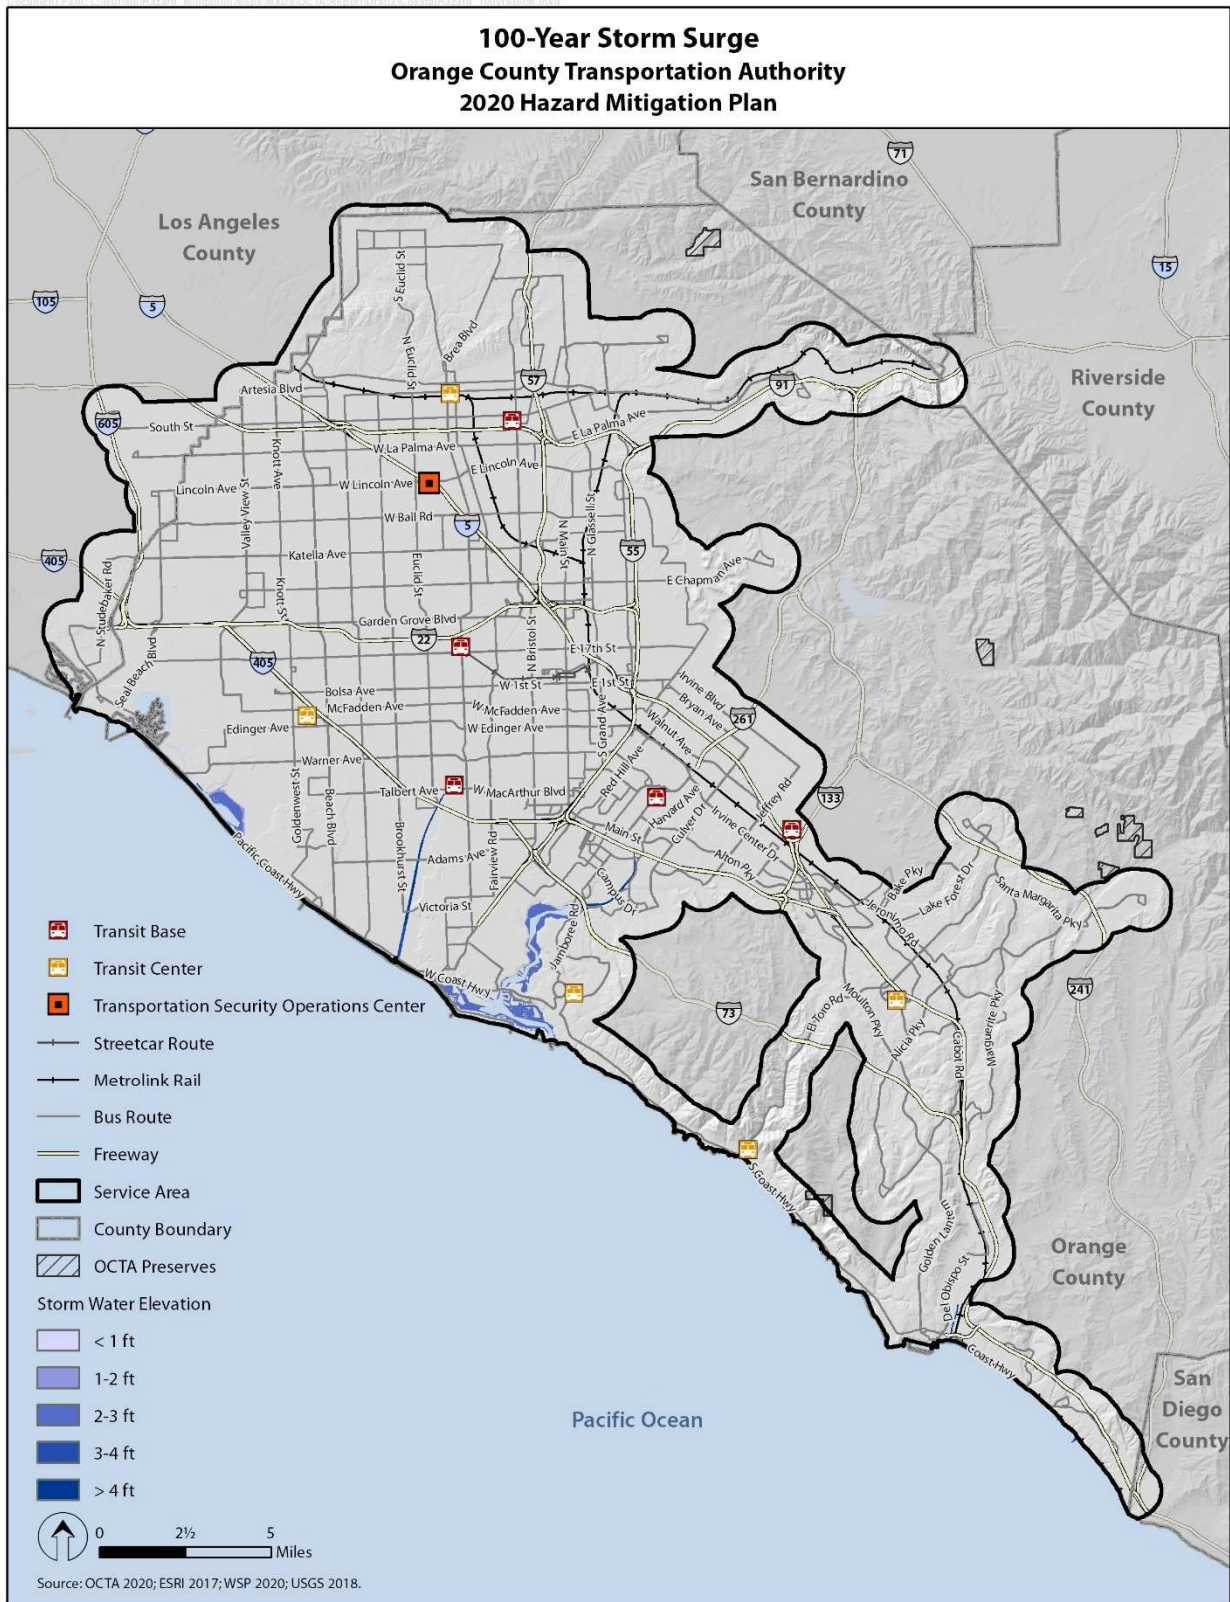 100-Year Storm Surge
Orange County Transportation Authority
2020 Hazard Mitigation Plan
71
San Bernardino
County
Los Angeles
County
15
105
5
S Euclid St
N Euclid St
Brea Blvd
57
91
Riverside
County
Artesia Blvd
605
South St
E La Palma Ave
W La Palma Ave
Knott Ave
E Lincoln Ave
Lincoln Ave
W Lincoln Ave
Valley View St
W Ball Rd
5
N Main St
N Glassell St
55
405
Katella Ave
Euclid St
E Chapman Ave
Knott St
N Studebaker Rd
Garden Grove Blvd
22
N Bristol St
E 17th St
Seal Beach Blvd
405
W 1st St
E 1st St
Irvine Blvd
Bolsa Ave
McFadden Ave
W McFadden Ave
Bryan Ave
261
Edinger Ave
W Edinger Ave
S Grand Ave
Walnut Ave
Warner Ave
Red Hill Ave
Goldenwest St
Beach Blvd
Talbert Ave
W MacArthur Blvd
Harvard Ave
Culver Dr
Jeffrey Rd
133
Irvine Center Dr
Main St
Pacific Coast Hwy
Brookhurst St
Adams Ave
Fairview Rd
Alton Pky
Campus Dr
Bake Pky
Lake Forest Dr
Santa Margarita Pky
Victoria St
Jamboree Rd
Jeronimo Rd
W Coast Hwy
73
El Toro Rd
Moulton Pky
Alicia Pky
Cabot Rd
Marguerite Pky
241
S Coast Hwy
Golden Lantern
Del Obispo St
Orange
County
Coast Hwy
San
Diego
County
Pacific Ocean
Transit Base
Transit Center
Transportation Security Operations Center
Streetcar Route
Metrolink Rail
Bus Route
Freeway
Service Area
County Boundary
OCTA Preserves
Storm Water Elevation
< 1 ft
1-2 ft
2-3 ft
3-4 ft
> 4 ft
0 2½ 5
Miles
Source: OCTA 2020; ESRI 2017; WSP 2020; USGS 2018.